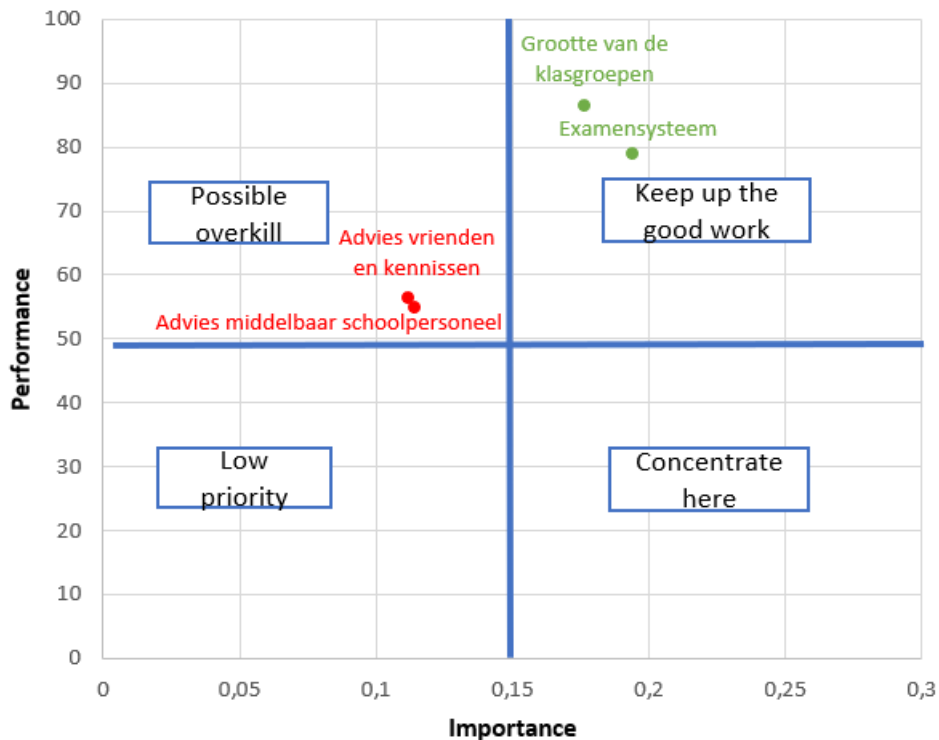 100
90
80
70
60
50
40
30
20
10
0
Performance
Grootte van de
klasgroepen
Examensysteem
Possible
overkill
Keep up the
good work
Advies vrienden
en kennissen
Advies middelbaar schoolpersoneel
Low
priority
Concentrate
here
0
0,05
0,1
0,15
0,2
0,25
0,3
Importance